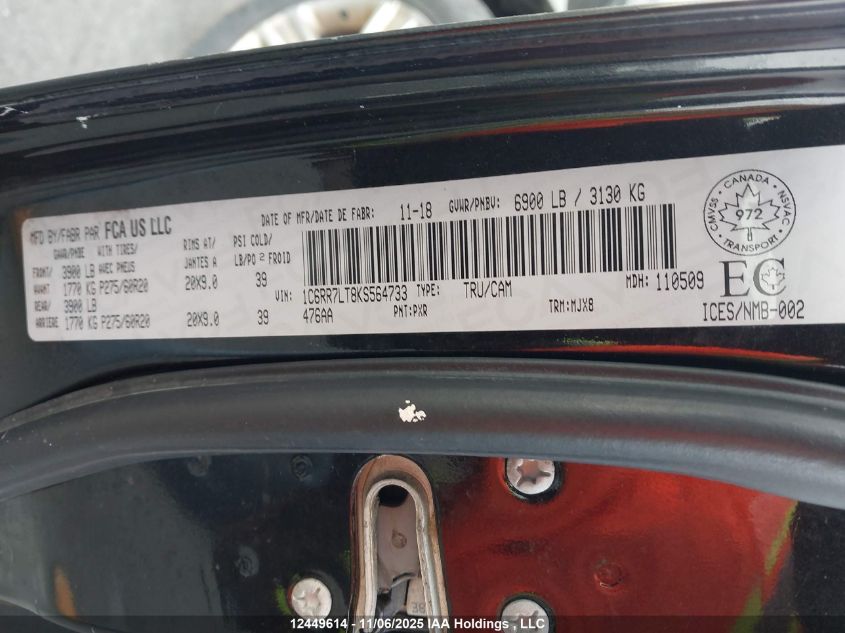 MFD BY/FABR PAR FCA US LLC
DATE OF MFR/DATE DE FABR: 11-18 GVWR/PNBV: 6900 LB / 3130 KG
GAWR/PNBE WITH TIRES/ RIMS AT/ PSI COLD/
AVEC PNEUS JANTES A LB/PO 2 FROID
FRONT/ 3900 LB
AVANT 1770 KG P275/60R20 20X9.0 39
REAR/ 3900 LB
ARRIERE 1770 KG P275/60R20 20X9.0 39
VIN: 1C6RR7LT8KS564733 TYPE: TRU/CAM MDH: 110509
476AA PNT:PXR TRM:MJX8
CANADA
CMVSS NSVAC
972
TRANSPORT
EC
ICES/NMB-002
38
12449614 - 11/06/2025 IAA Holdings , LLC